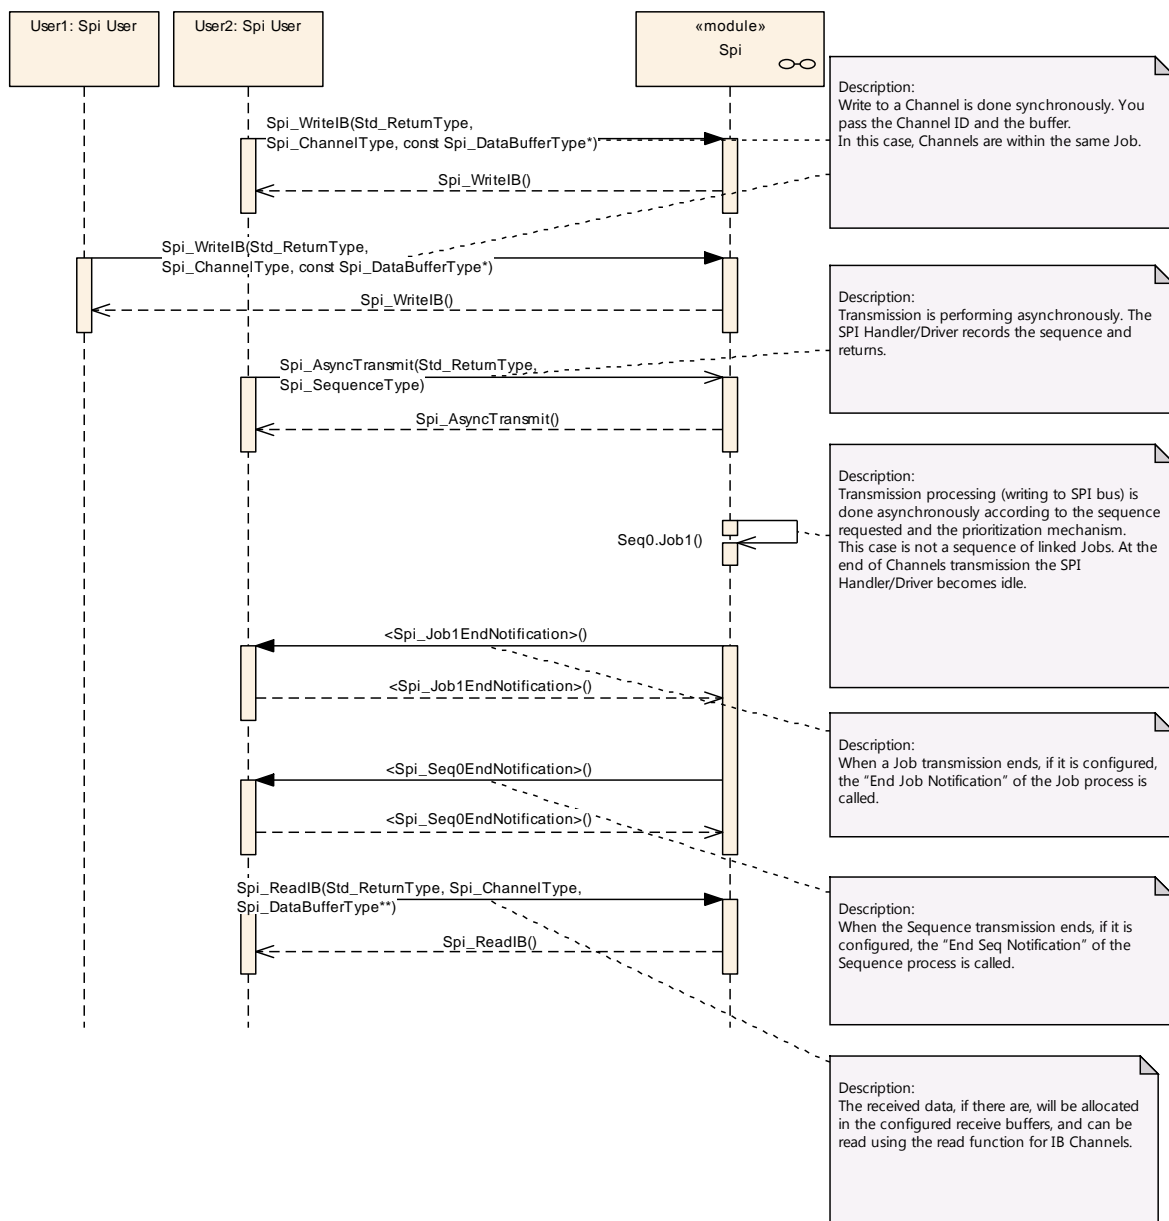 User1: Spi User
User2: Spi User
«module»
Spi
Description:
Write to a Channel is done synchronously. You
pass the Channel ID and the buffer.
In this case, Channels are within the same Job.
Spi_WriteIB(Std_ReturnType,
Spi_ChannelType, const Spi_DataBufferType*)
Spi_WriteIB()
Spi_WriteIB(Std_ReturnType,
Spi_ChannelType, const Spi_DataBufferType*)
Spi_WriteIB()
Description:
Transmission is performing asynchronously. The
SPI Handler/Driver records the sequence and
returns.
Spi_AsyncTransmit(Std_ReturnType,
Spi_SequenceType)
Spi_AsyncTransmit()
Description:
Transmission processing (writing to SPI bus) is
done asynchronously according to the sequence
requested and the prioritization mechanism.
This case is not a sequence of linked Jobs. At the
end of Channels transmission the SPI
Handler/Driver becomes idle.
Seq0.Job1()
<Spi_Job1EndNotification>()
<Spi_Job1EndNotification>()
Description:
When a Job transmission ends, if it is configured,
the “End Job Notification” of the Job process is
called.
<Spi_Seq0EndNotification>()
<Spi_Seq0EndNotification>()
Spi_ReadIB(Std_ReturnType, Spi_ChannelType,
Spi_DataBufferType**)
Spi_ReadIB()
Description:
When the Sequence transmission ends, if it is
configured, the “End Seq Notification” of the
Sequence process is called.
Description:
The received data, if there are, will be allocated
in the configured receive buffers, and can be
read using the read function for IB Channels.